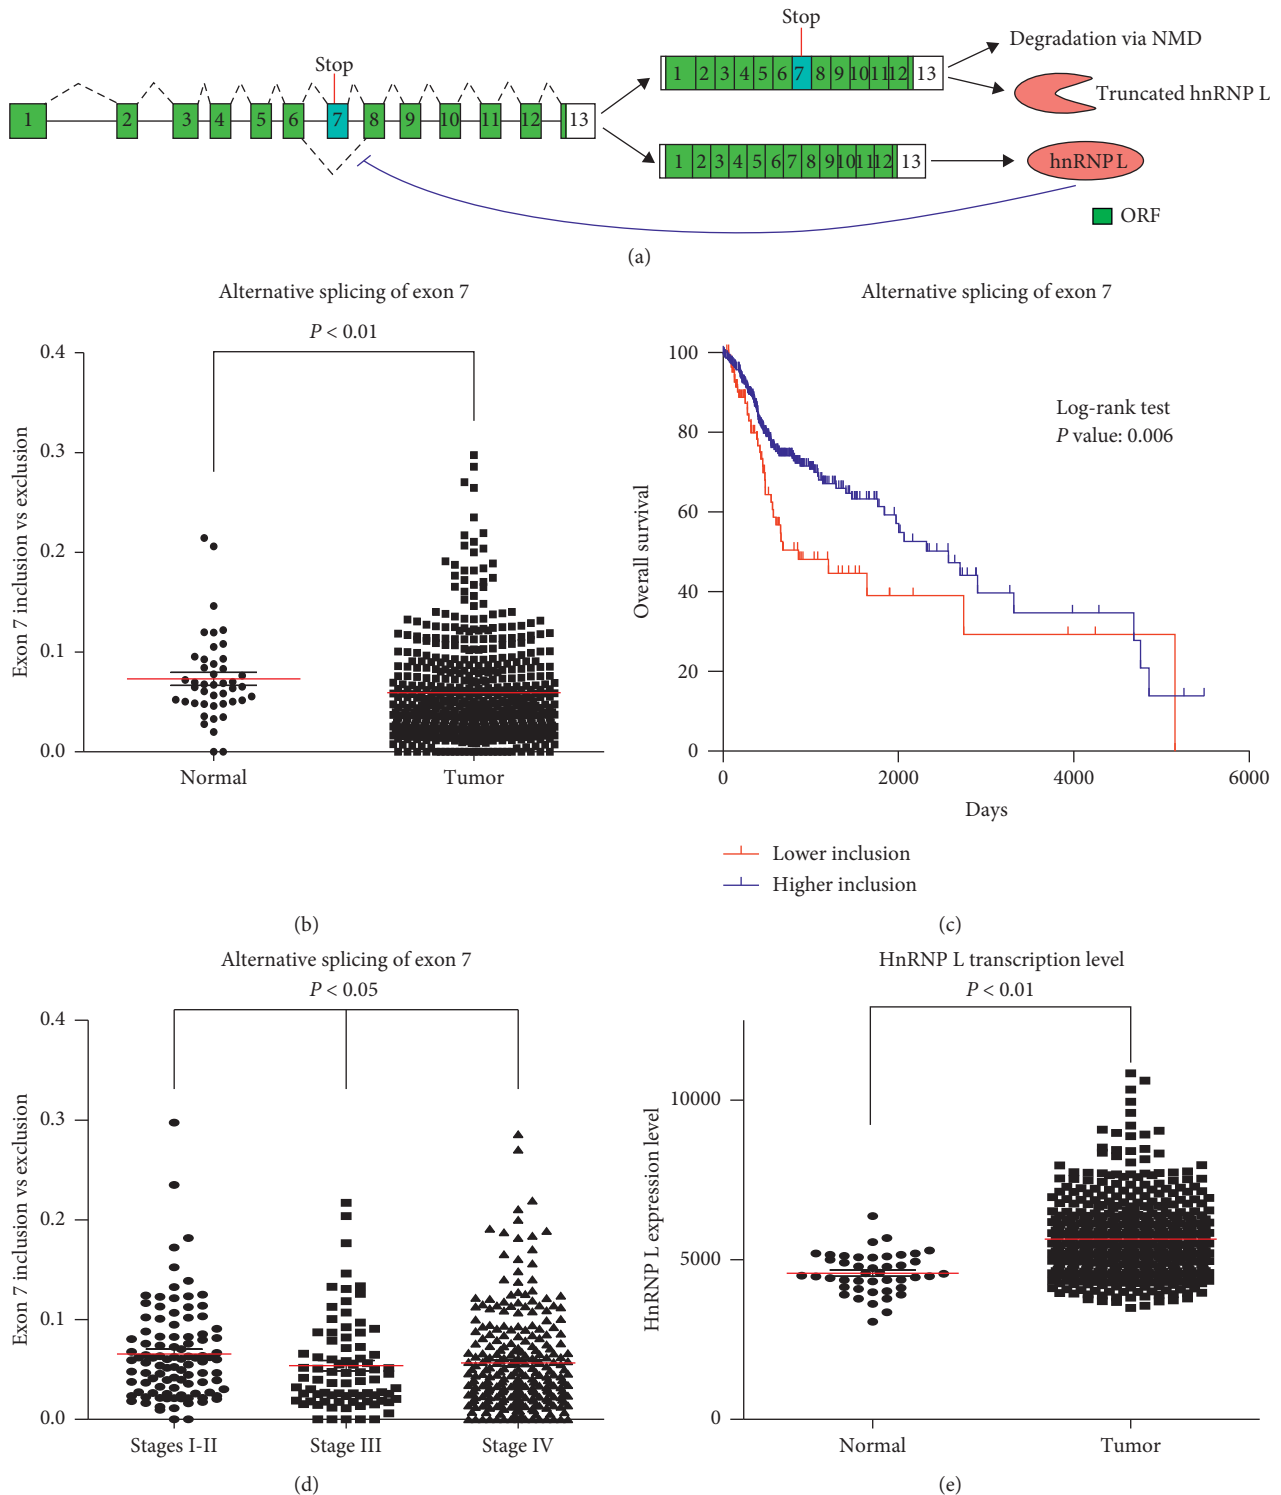 Stop
Stop
1 2 3 4 5 6 7 8 9 10 11 12 13
1 2 3 4 5 6 7 8 9 10 11 12 13
Degradation via NMD
Truncated hnRNP L
1 2 3 4 5 6 7 8 9 10 11 12 13
hnRNP L
ORF
(a)
Alternative splicing of exon 7
P < 0.01
Exon 7 inclusion vs exclusion
0.4
0.3
0.2
0.1
0.0
Normal
Tumor
(b)
Alternative splicing of exon 7
Log-rank test
P value: 0.006
Overall survival
100
80
60
40
20
0
0 2000 4000 6000
Days
Lower inclusion
Higher inclusion
(c)
Alternative splicing of exon 7
P < 0.05
Exon 7 inclusion vs exclusion
0.4
0.3
0.2
0.1
0.0
Stages I-II
Stage III
Stage IV
(d)
HnRNP L transcription level
P < 0.01
HnRNP L expression level
10000
5000
0
Normal
Tumor
(e)